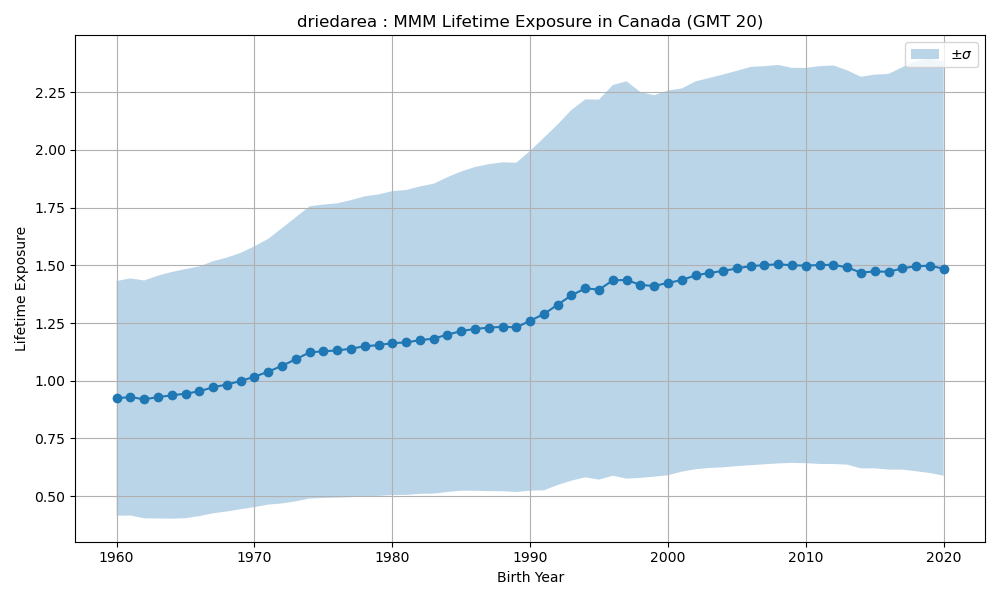 driedarea : MMM Lifetime Exposure in Canada (GMT 20)
±σ
Lifetime Exposure
2.25
2.00
1.75
1.50
1.25
1.00
0.75
0.50
1960 1970 1980 1990 2000 2010 2020
Birth Year